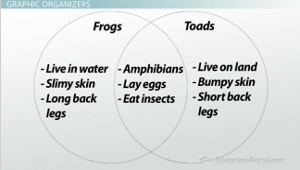 GRAPHIC ORGANIZERS
Frogs
Toads
- Live in water
- Slimy skin
- Long back
legs
- Amphibians
- Lay eggs
- Eat insects
- Live on land
- Bumpy skin
- Short back
legs
Education-Portal.com